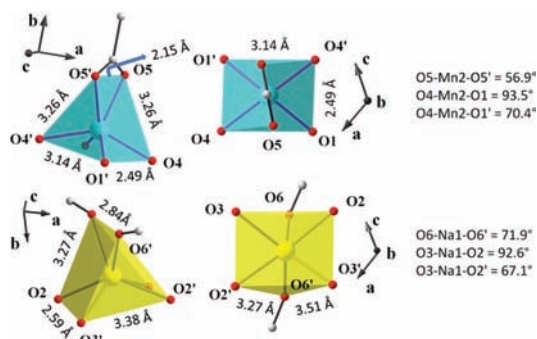 b
a
c
2.15 Å
O5'
O5
3.26 Å
3.26 Å
O4'
3.14 Å
O1'
2.49 Å
O4
3.14 Å
O1'
O4'
2.49 Å
O4
O5
O1
c
b
a
O5-Mn2-O5' = 56.9°
O4-Mn2-O1 = 93.5°
O4-Mn2-O1' = 70.4°
c
a
b
2.84Å
O6'
3.27 Å
O2
2.59 Å
O3'
3.38 Å
O2'
O6
O3
O2
O2'
O6'
O3'
3.27 Å
3.51 Å
c
b
a
O6-Na1-O6' = 71.9°
O3-Na1-O2 = 92.6°
O3-Na1-O2' = 67.1°